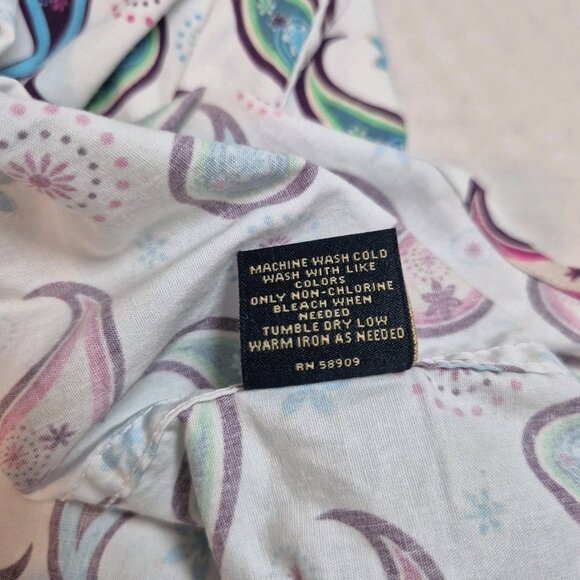 MACHINE WASH COLD
WASH WITH LIKE
COLORS
ONLY NON-CHLORINE
BLEACH WHEN
NEEDED
TUMBLE DRY LOW
WARM IRON AS NEEDED
RN 58909